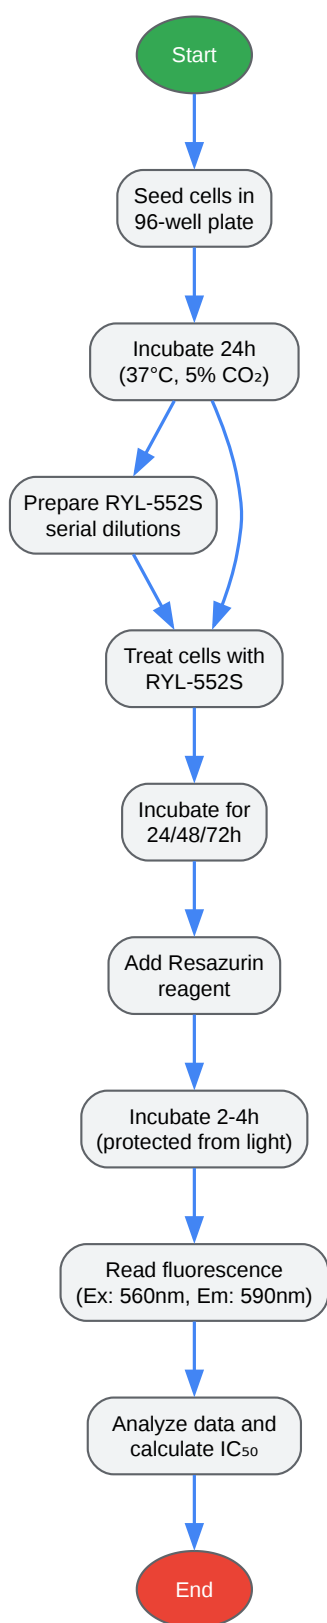 Start
Seed cells in
96-well plate
Incubate 24h
(37°C, 5% CO₂)
Prepare RYL-552S
serial dilutions
Treat cells with
RYL-552S
Incubate for
24/48/72h
Add Resazurin
reagent
Incubate 2-4h
(protected from light)
Read fluorescence
(Ex: 560nm, Em: 590nm)
Analyze data and
calculate IC₅₀
End